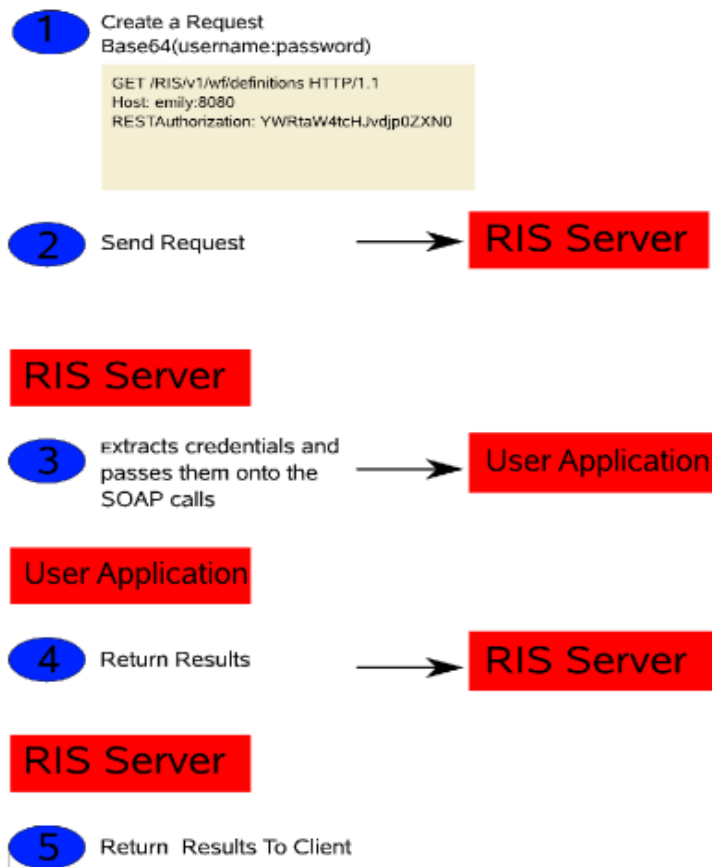 1
Create a Request
Base64(username:password)
GET /RIS/v1/wf/definitions HTTP/1.1
Host: emily:8080
RESTAuthorization: YWRtaW4tcHJvdjp0ZXN0
2
Send Request
RIS Server
RIS Server
3
Extracts credentials and
passes them onto the
SOAP calls
User Application
User Application
4
Return Results
RIS Server
RIS Server
5
Return Results To Client